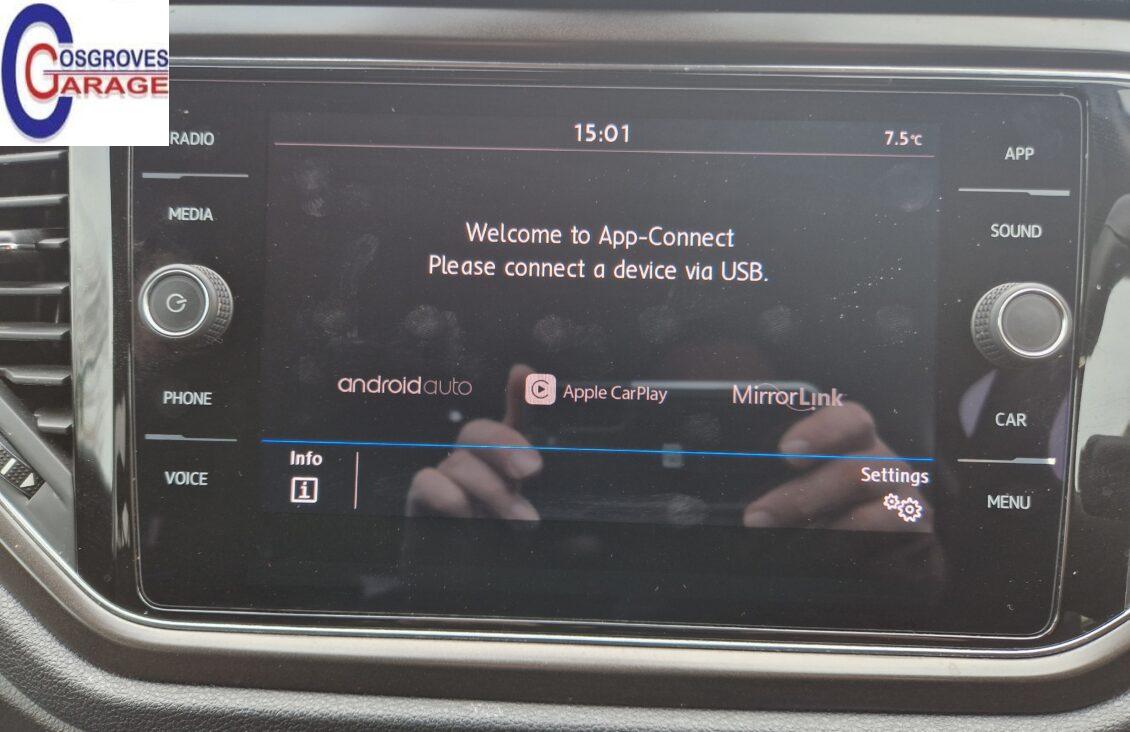 COSGROVES
GARAGE
RADIO
MEDIA
PHONE
VOICE
15:01
7.5°C
Welcome to App-Connect
Please connect a device via USB.
androidauto
Apple CarPlay
MirrorLink
Info
i
Settings
APP
SOUND
CAR
MENU